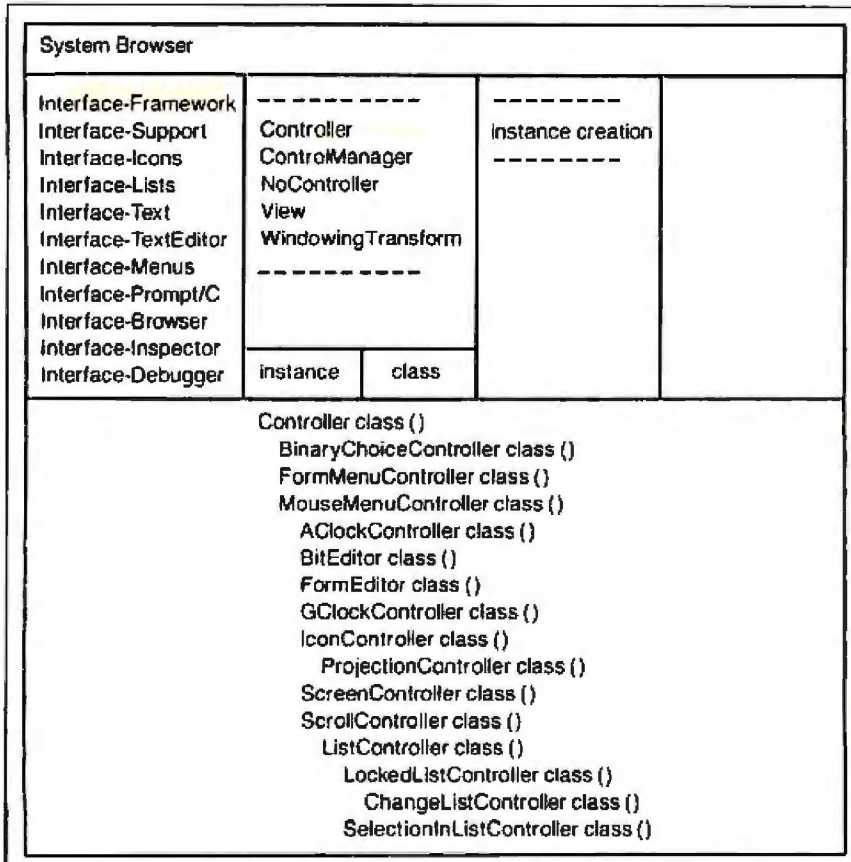 System Browser
Interface-Framework
Interface-Support
Interface-Icons
Interface-Lists
Interface-Text
Interface-TextEditor
Interface-Menus
Interface-Prompt/C
Interface-Browser
Interface-Inspector
Interface-Debugger
------------
Controller
ControlManager
NoController
View
WindowingTransform
------------
instance
class
---------
instance creation
---------
Controller class ()
BinaryChoiceController class ()
FormMenuController class ()
MouseMenuController class ()
AClockController class ()
BitEditor class ()
FormEditor class ()
GClockController class ()
IconController class ()
ProjectionController class ()
ScreenController class ()
ScrollController class ()
ListController class ()
LockedListController class ()
ChangeListController class ()
SelectionInListController class ()